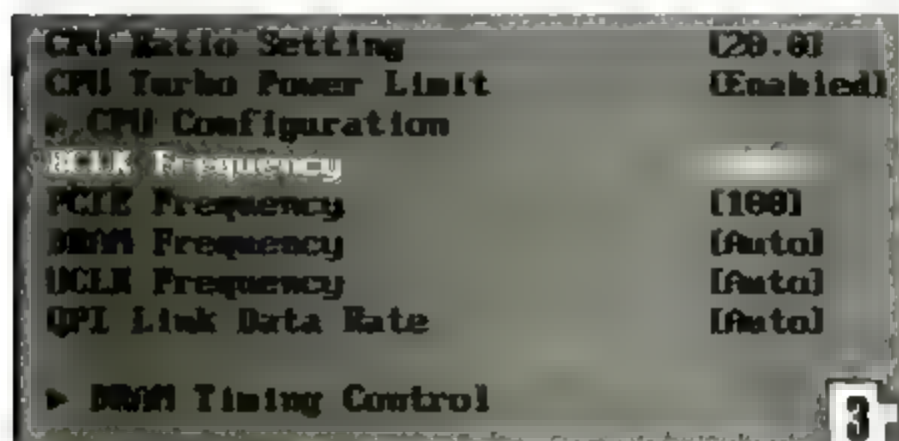 CPU Ratio Setting [20.0]
CPU Turbo Power Limit [Enabled]
▶ CPU Configuration
BCLK Frequency
PCIE Frequency [100]
DRAM Frequency [Auto]
UCLK Frequency [Auto]
QPI Link Data Rate [Auto]
▶ DRAM Timing Control
3